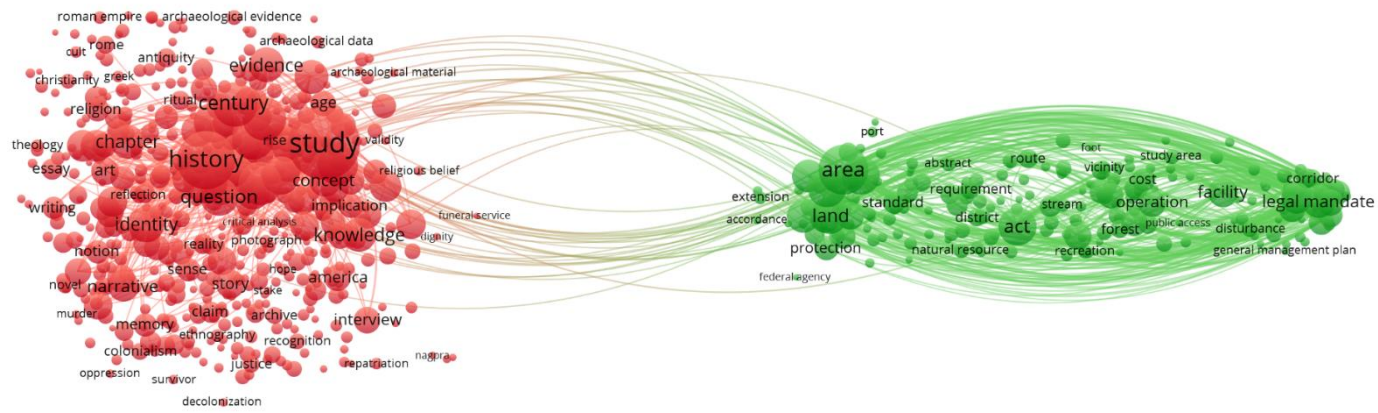 roman empire
archaeological evidence
cult
rome
archaeological data
antiquity
evidence
christianity
greek
archaeological material
ritual
century
age
religion
rise
study
validity
theology
chapter
history
essay
art
religious belief
concept
reflection
question
implication
writing
critical analysis
funeral service
identity
knowledge
dignity
reality
photograph
notion
sense
hope
america
novel
narrative
story
stake
murder
claim
archive
interview
memory
ethnography
recognition
colonialism
justice
repatriation
nagpra
oppression
survivor
decolonization
port
area
abstract
route
foot
vicinity
study area
extension
requirement
cost
corridor
standard
stream
operation
facility
legal mandate
accordance
land
district
act
forest
public access
disturbance
protection
natural resource
recreation
general management plan
federal agency